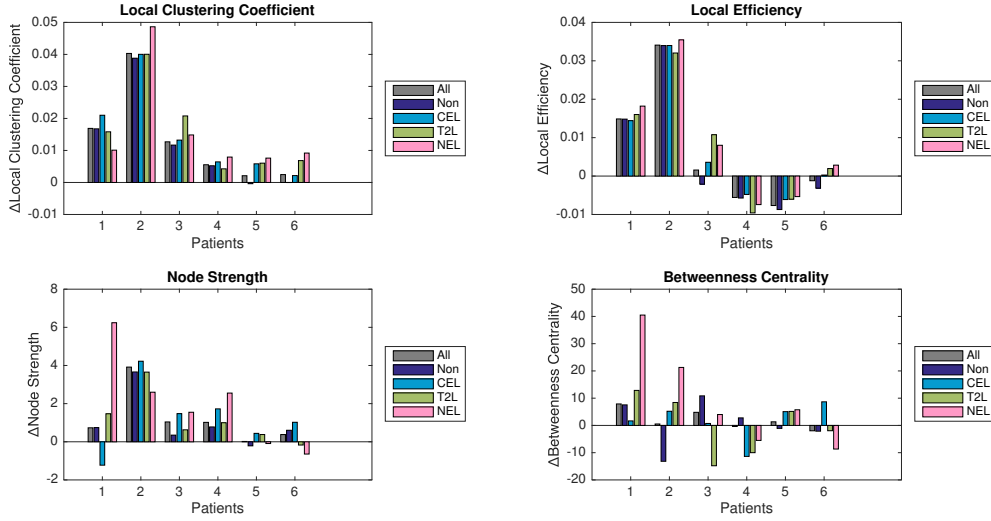 Local Clustering Coefficient
ΔLocal Clustering Coefficient
0.05
0.04
0.03
0.02
0.01
0
-0.01
1 2 3 4 5 6
Patients
All
Non
CEL
T2L
NEL
Local Efficiency
ΔLocal Efficiency
0.04
0.03
0.02
0.01
0
-0.01
1 2 3 4 5 6
Patients
All
Non
CEL
T2L
NEL
Node Strength
ΔNode Strength
8
6
4
2
0
-2
1 2 3 4 5 6
Patients
All
Non
CEL
T2L
NEL
Betweenness Centrality
ΔBetweenness Centrality
50
40
30
20
10
0
-10
-20
1 2 3 4 5 6
Patients
All
Non
CEL
T2L
NEL